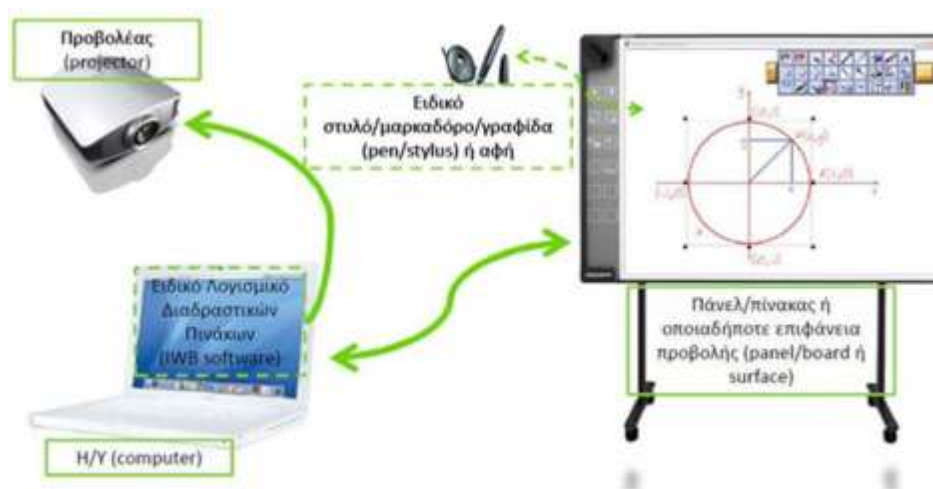 Προβολέας
(projector)
Ειδικό
στυλό/μαρκαδόρο/γραφίδα
(pen/stylus) ή αφή
Ειδικό Λογισμικό
Διαδραστικών
Πινάκων
(IWB software)
Η/Υ (computer)
Πάνελ/πίνακας ή
οποιαδήποτε επιφάνεια
προβολής (panel/board ή
surface)